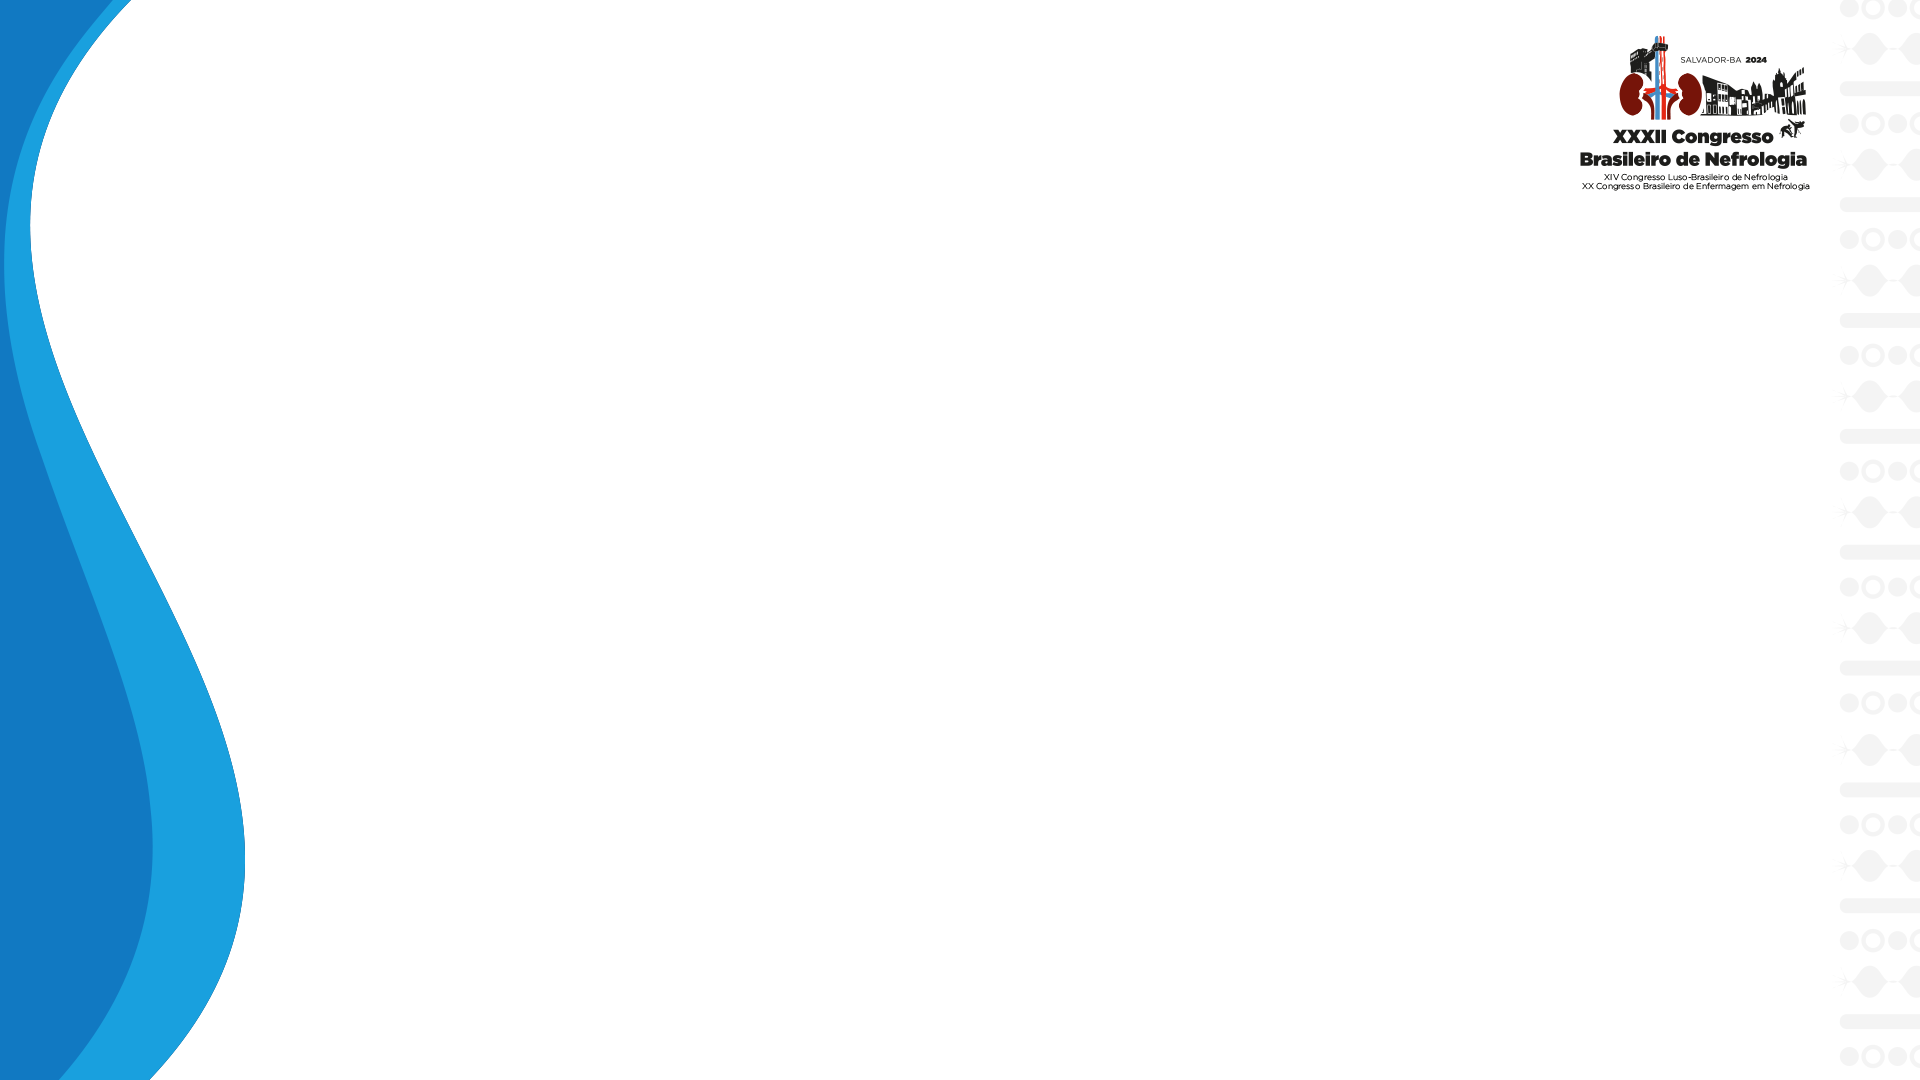 SALVADOR-BA 2024
XXXII Congresso
Brasileiro de Nefrologia
XIV Congresso Luso-Brasileiro de Nefrologia
XX Congresso Brasileiro de Enfermagem em Nefrologia